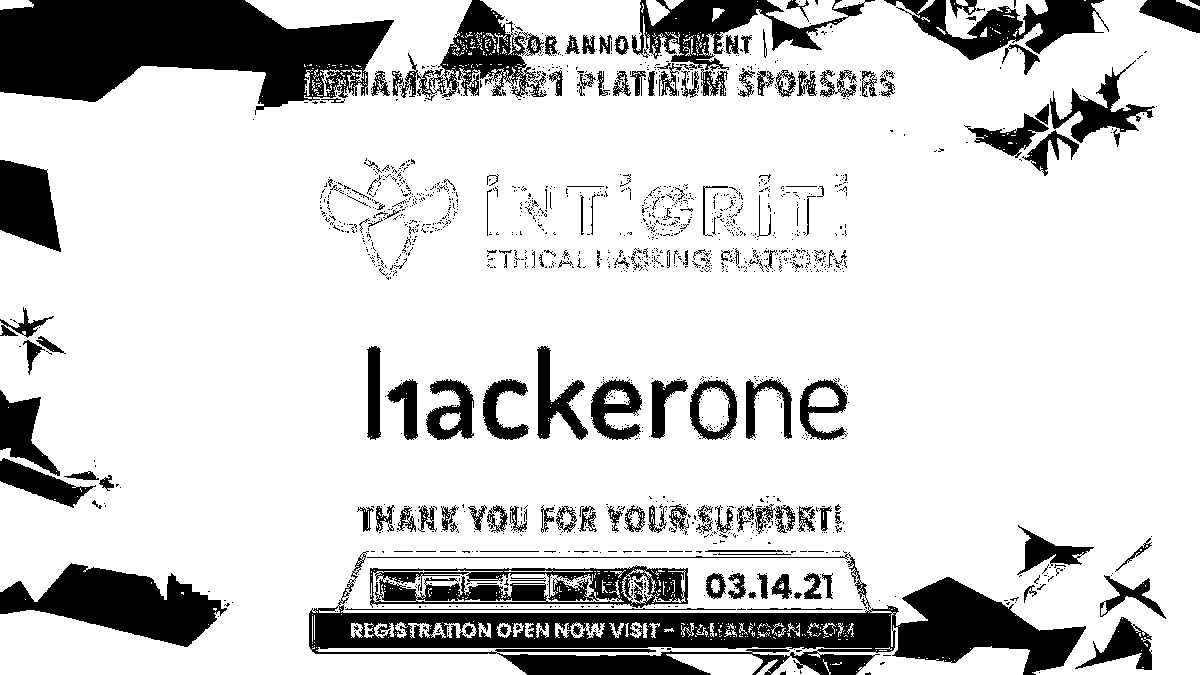 SPONSOR ANNOUNCEMENT
NAHAMCON 2021 PLATINUM SPONSORS
iNTiGRiTi
ETHICAL HACKING PLATFORM
hackerone
THANK YOU FOR YOUR SUPPORT!
NAHAMCON 03.14.21
REGISTRATION OPEN NOW VISIT - NAHAMCON.COM